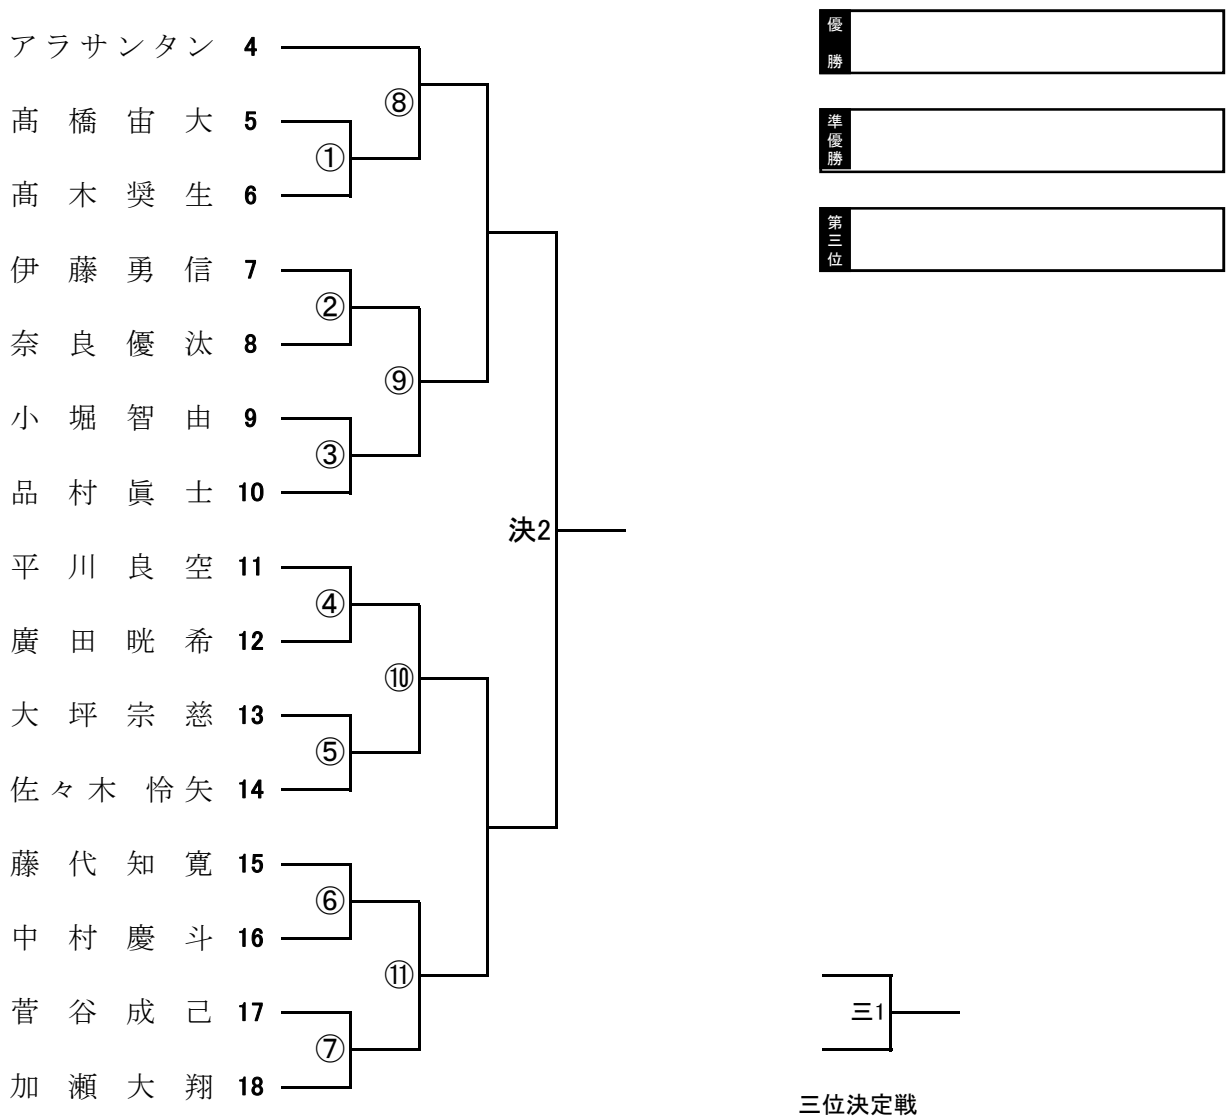 アラサンタン 4
髙橋宙大 5
髙木奨生 6
伊藤勇信 7
奈良優汰 8
小堀智由 9
品村眞士 10
平川良空 11
廣田晄希 12
大坪宗慈 13
佐々木怜矢 14
藤代知寛 15
中村慶斗 16
菅谷成己 17
加瀬大翔 18
①
②
③
④
⑤
⑥
⑦
⑧
⑨
⑩
⑪
決2
優勝
準優勝
第三位
三1
三位決定戦